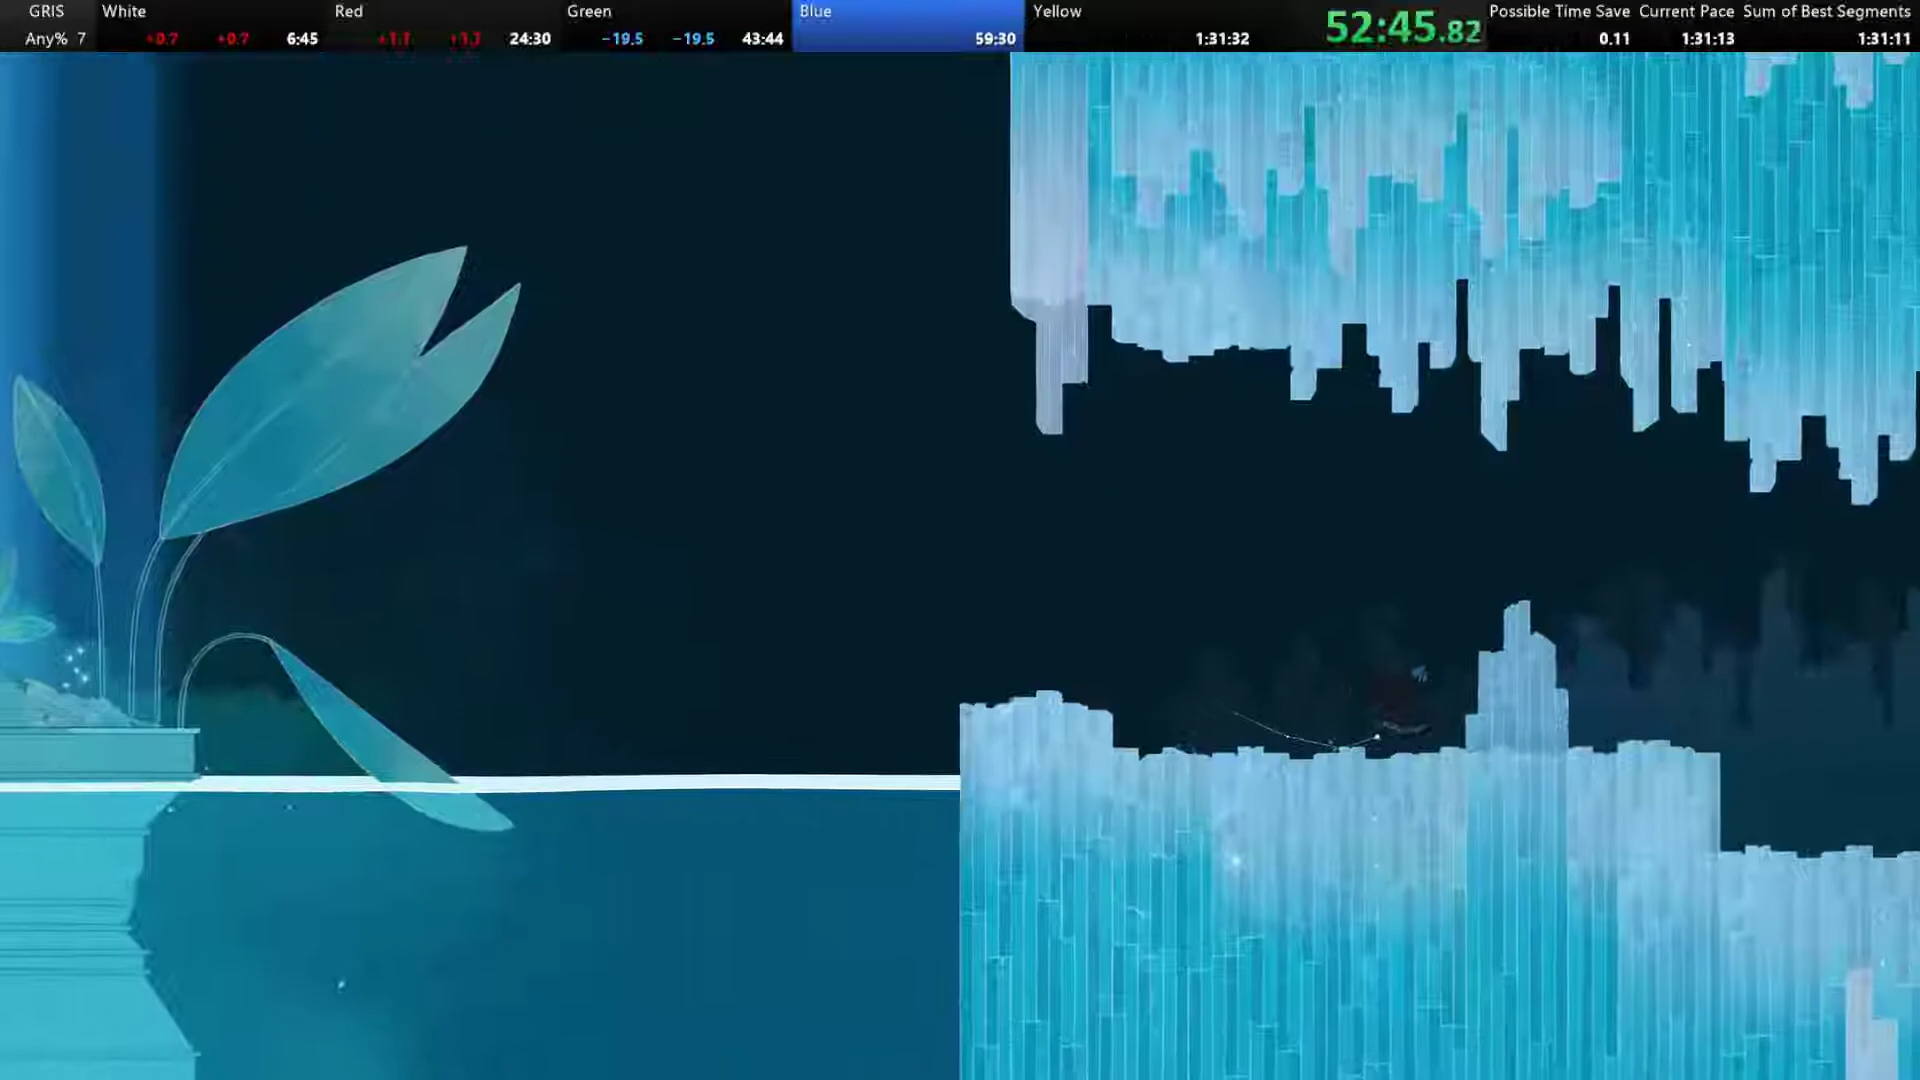 GRIS White Red Green Blue Yellow 52:45.82 Possible Time Save Current Pace Sum of Best Segments
Any% 7 +0.7 +0.7 6:45 +1.1 +1.1 24:30 −19.5 −19.5 43:44 59:30 1:31:32 0.11 1:31:13 1:31:11